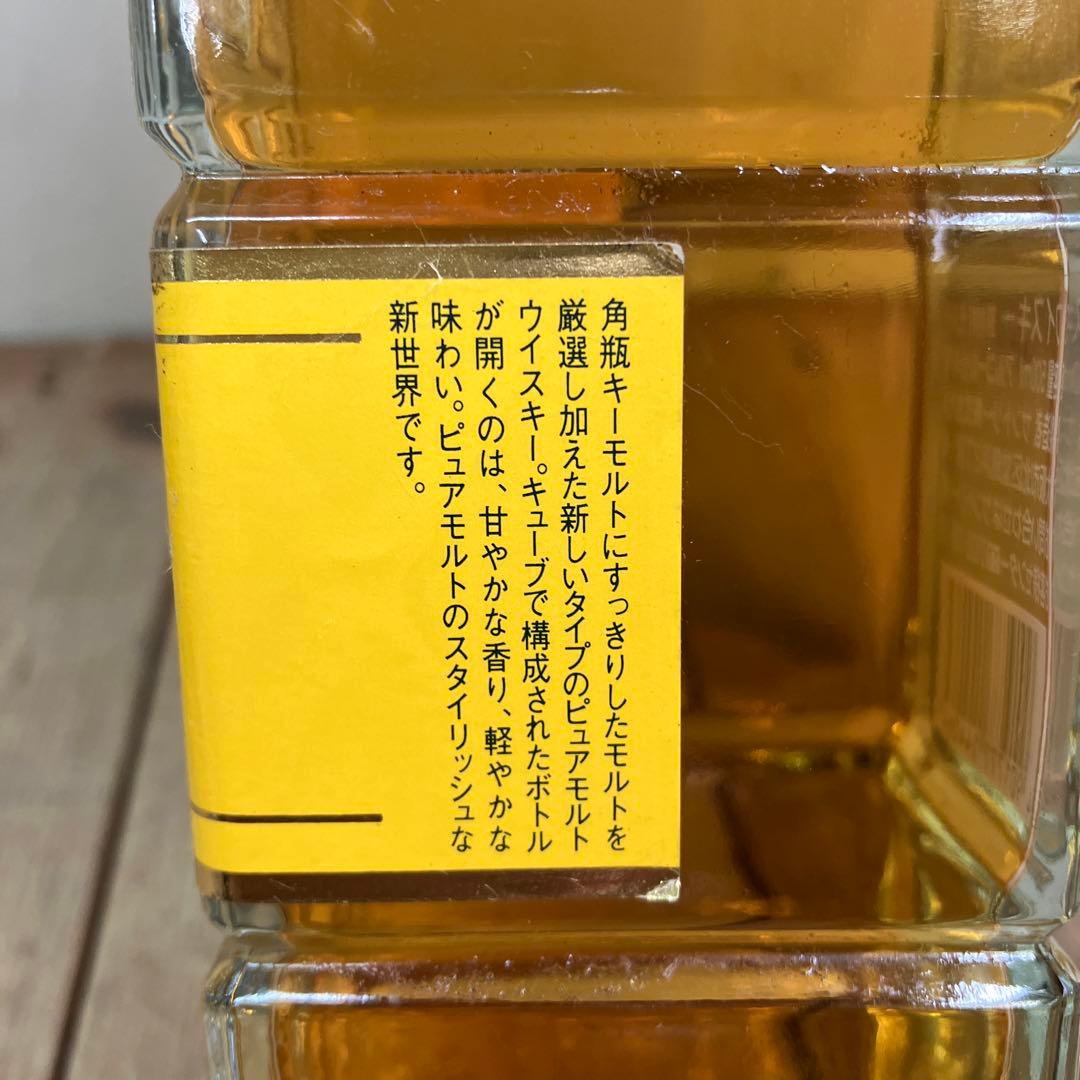 角瓶キーモルトにすっきりしたモルトを
厳選し加えた新しいタイプのピュアモルト
ウイスキー。キューブで構成されたボトル
が開くのは、甘やかな香り、軽やかな
味わい。ピュアモルトのスタイリッシュな
新世界です。